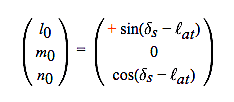 l0 + sin(δs − ℓat)
m0 = 0
n0 cos(δs − ℓat)